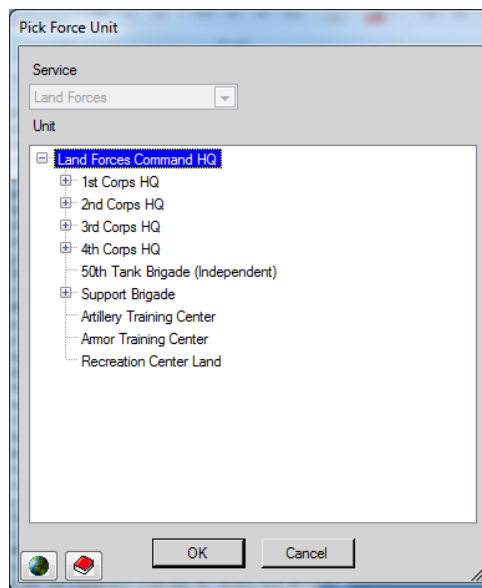 Pick Force Unit
Service
Land Forces
Unit
Land Forces Command HQ
1st Corps HQ
2nd Corps HQ
3rd Corps HQ
4th Corps HQ
50th Tank Brigade (Independent)
Support Brigade
Artillery Training Center
Armor Training Center
Recreation Center Land
OK Cancel